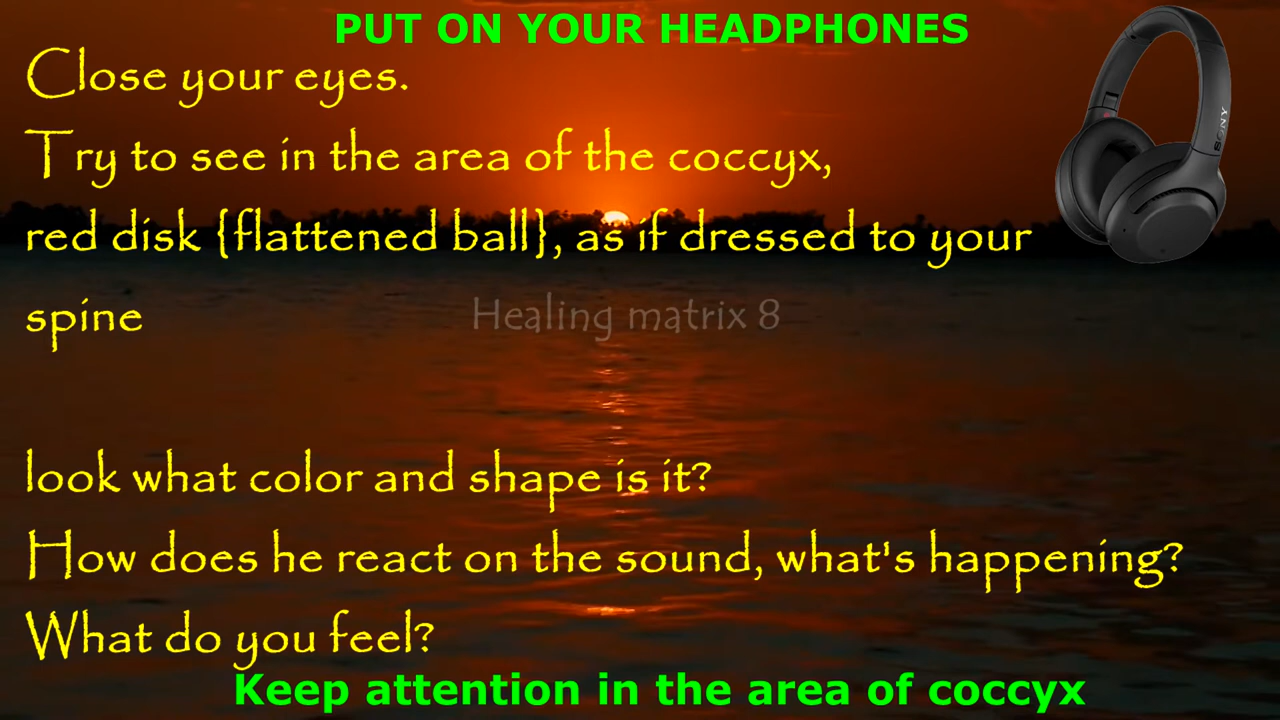 PUT ON YOUR HEADPHONES
Close your eyes.
Try to see in the area of the coccyx,
red disk {flattened ball}, as if dressed to your
spine
Healing matrix 8
look what color and shape is it?
How does he react on the sound, what's happening?
What do you feel?
Keep attention in the area of coccyx
SONY